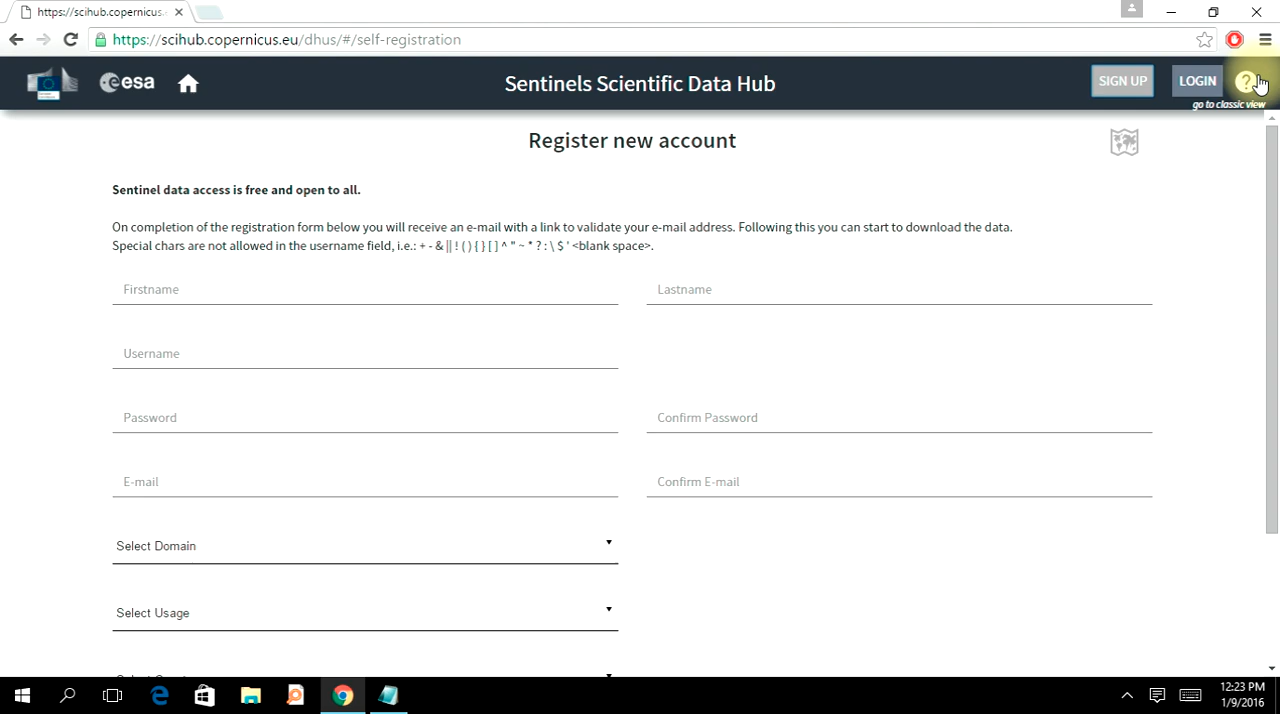 https://scihub.copernicus.
https://scihub.copernicus.eu/dhus/#/self-registration
esa
Sentinels Scientific Data Hub
SIGN UP
LOGIN
?
go to classic view
Register new account
Sentinel data access is free and open to all.
On completion of the registration form below you will receive an e-mail with a link to validate your e-mail address. Following this you can start to download the data.
Special chars are not allowed in the username field, i.e.: + - & || ! ( ) { } [ ] ^ " ~ * ? : \ $ ' <blank space>.
Firstname
Lastname
Username
Password
Confirm Password
E-mail
Confirm E-mail
Select Domain
Select Usage
12:23 PM
1/9/2016